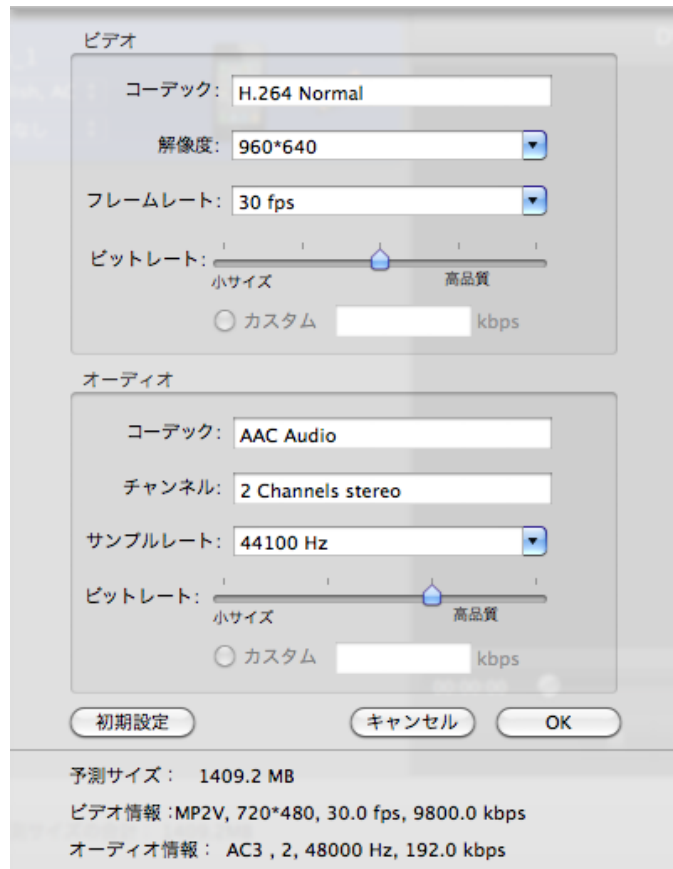 ビデオ
コーデック: H.264 Normal
解像度: 960*640
フレームレート: 30 fps
ビットレート:
小サイズ 高品質
カスタム kbps
オーディオ
コーデック: AAC Audio
チャンネル: 2 Channels stereo
サンプルレート: 44100 Hz
ビットレート:
小サイズ 高品質
カスタム kbps
初期設定 キャンセル OK
予測サイズ： 1409.2 MB
ビデオ情報 :MP2V, 720*480, 30.0 fps, 9800.0 kbps
オーディオ情報： AC3 , 2, 48000 Hz, 192.0 kbps